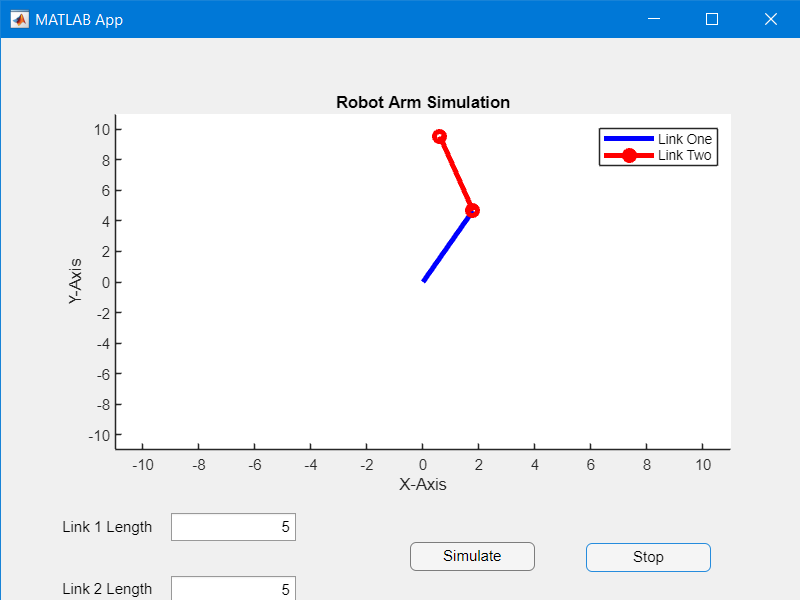 MATLAB App
Robot Arm Simulation
Link One
Link Two
10
8
6
4
2
0
-2
-4
-6
-8
-10
Y-Axis
-10 -8 -6 -4 -2 0 2 4 6 8 10
X-Axis
Link 1 Length 5
Simulate Stop
Link 2 Length 5